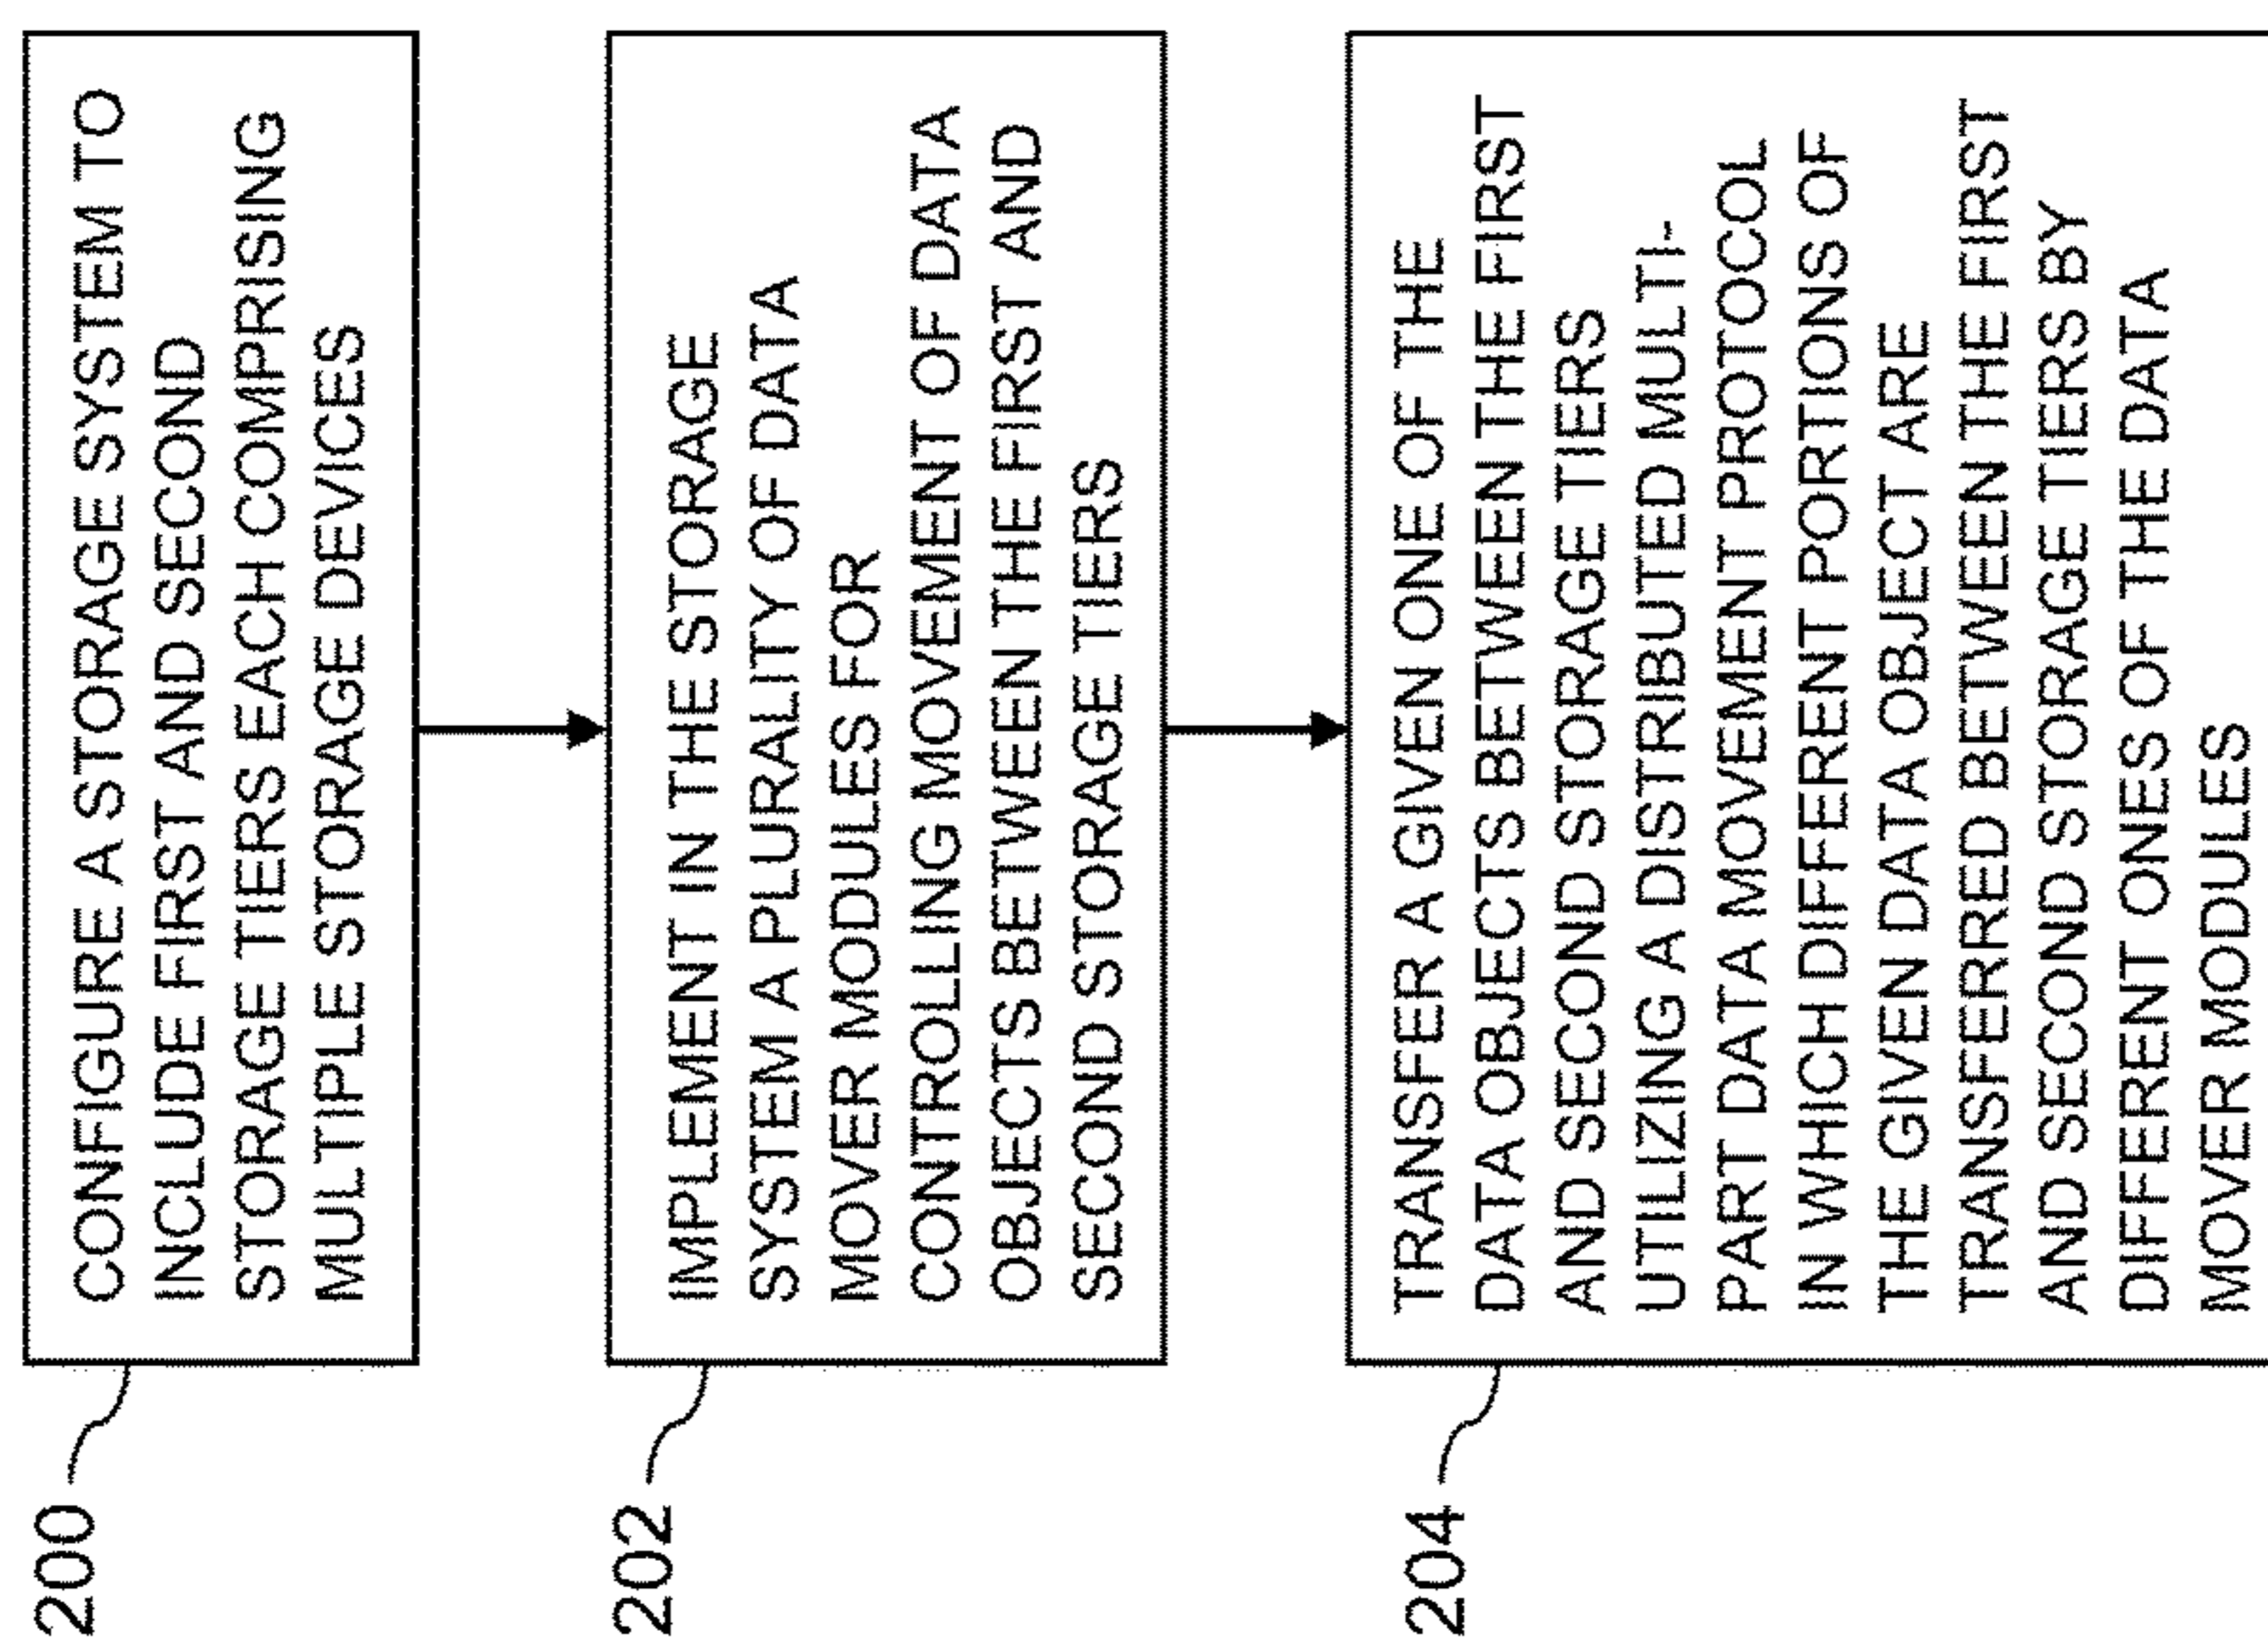 200
CONFIGURE A STORAGE SYSTEM TO
INCLUDE FIRST AND SECOND
STORAGE TIERS EACH COMPRISING
MULTIPLE STORAGE DEVICES
202
IMPLEMENT IN THE STORAGE
SYSTEM A PLURALITY OF DATA
MOVER MODULES FOR
CONTROLLING MOVEMENT OF DATA
OBJECTS BETWEEN THE FIRST AND
SECOND STORAGE TIERS
204
TRANSFER A GIVEN ONE OF THE
DATA OBJECTS BETWEEN THE FIRST
AND SECOND STORAGE TIERS
UTILIZING A DISTRIBUTED MULTI-
PART DATA MOVEMENT PROTOCOL
IN WHICH DIFFERENT PORTIONS OF
THE GIVEN DATA OBJECT ARE
TRANSFERRED BETWEEN THE FIRST
AND SECOND STORAGE TIERS BY
DIFFERENT ONES OF THE DATA
MOVER MODULES